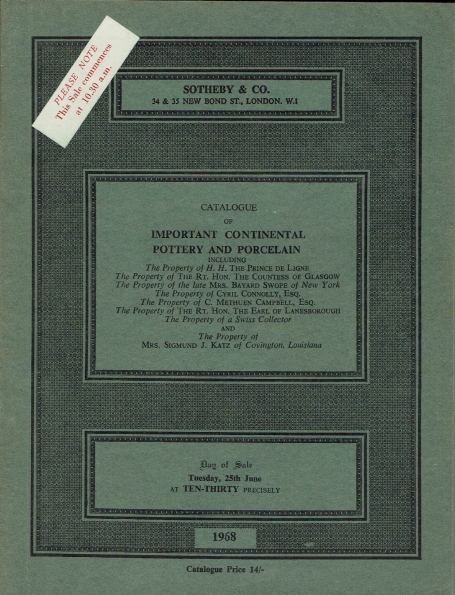 PLEASE NOTE
This Sale commences
at 10.30 a.m.
SOTHEBY & CO.
34 & 35 NEW BOND ST., LONDON. W.1
CATALOGUE
OF
IMPORTANT CONTINENTAL
POTTERY AND PORCELAIN
INCLUDING
The Property of H. H. THE PRINCE DE LIGNE
The Property of THE RT. HON. THE COUNTESS OF GLASGOW
The Property of the late MRS. BAYARD SWOPE of New York
The Property of CYRIL CONNOLLY, ESQ.
The Property of C. METHUEN CAMPBELL, ESQ.
The Property of THE RT. HON. THE EARL OF LANESBOROUGH
The Property of a Swiss Collector
AND
The Property of
MRS. SIGMUND J. KATZ of Covington, Louisiana
Day of Sale
Tuesday, 25th June
AT TEN-THIRTY PRECISELY
1968
Catalogue Price 14/-